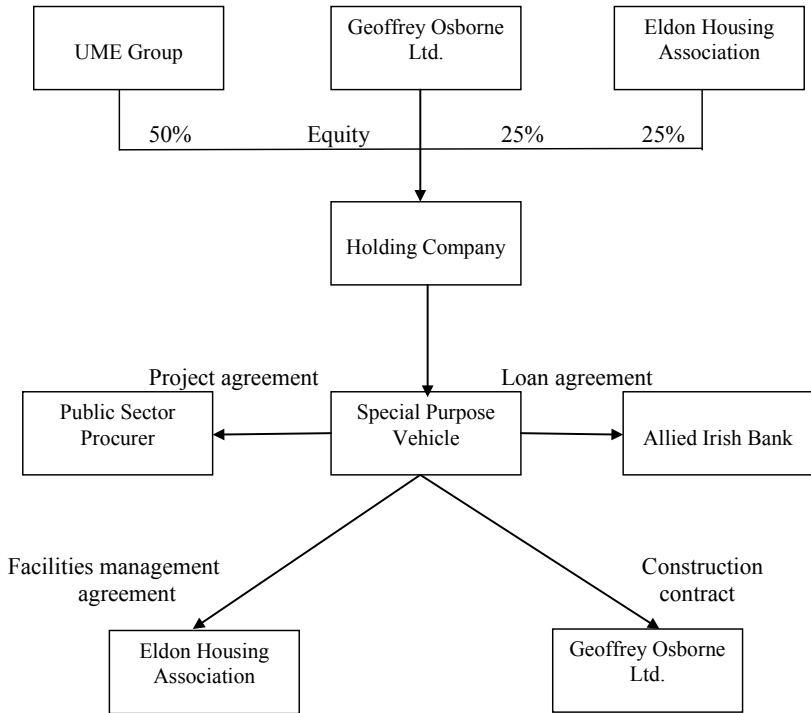 UME Group
Geoffrey Osborne
Ltd.
Eldon Housing
Association
50%
Equity
25%
25%
Holding Company
Project agreement
Loan agreement
Public Sector
Procurer
Special Purpose
Vehicle
Allied Irish Bank
Facilities management
agreement
Construction
contract
Eldon Housing
Association
Geoffrey Osborne
Ltd.